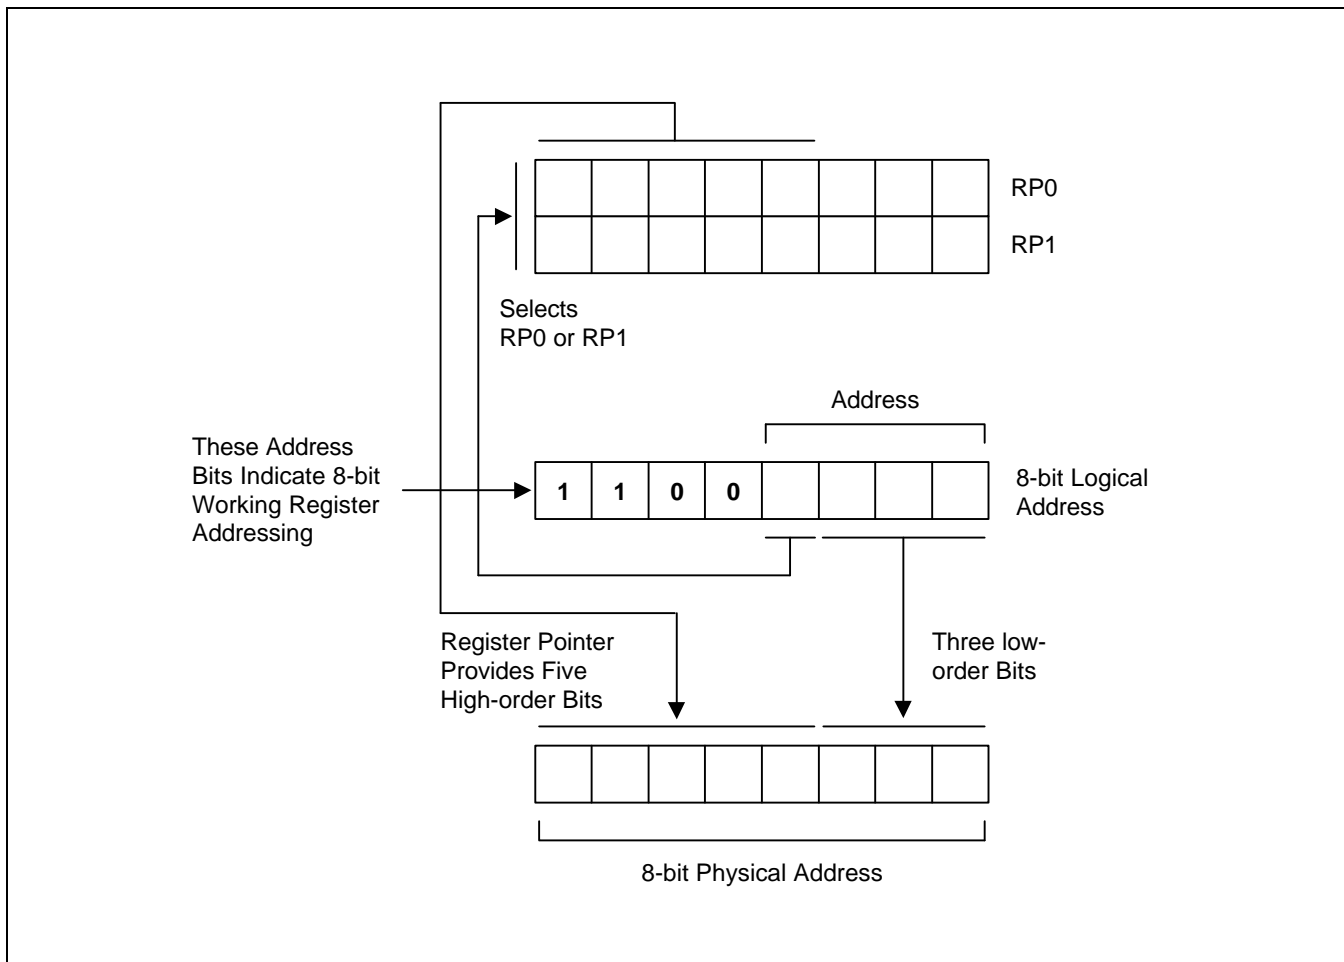 RP0
RP1
Selects
RP0 or RP1
Address
These Address
Bits Indicate 8-bit
Working Register
Addressing
1 1 0 0
8-bit Logical
Address
Register Pointer
Provides Five
High-order Bits
Three low-
order Bits
8-bit Physical Address